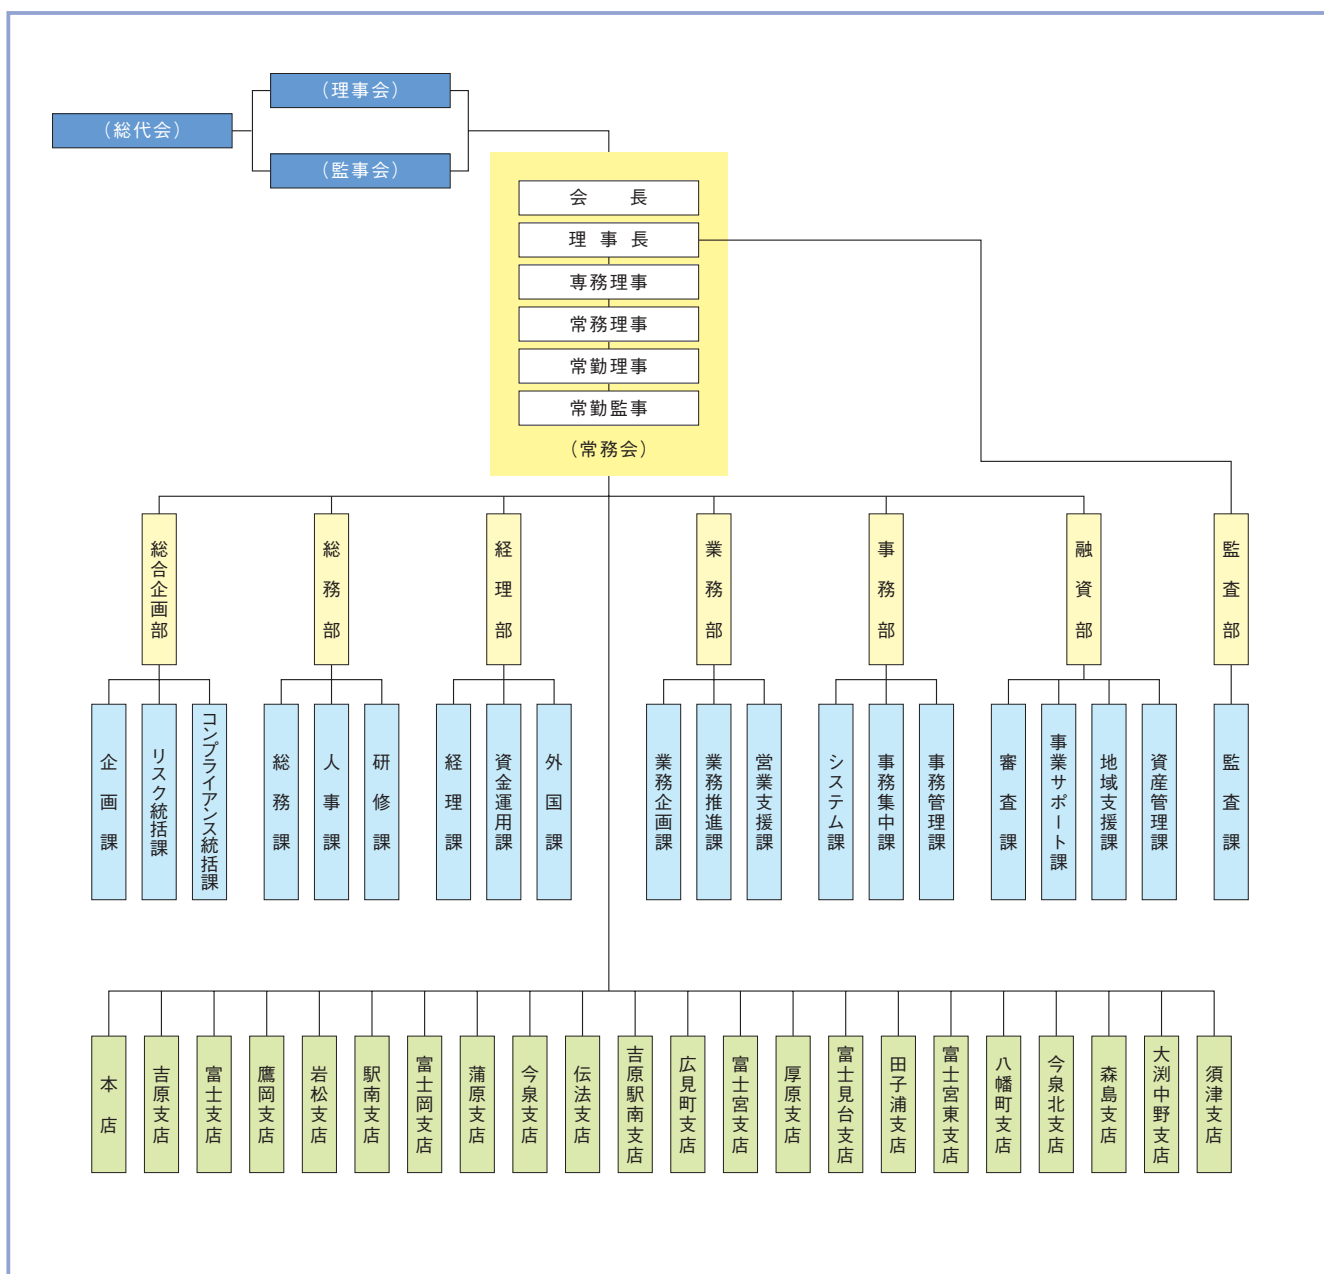 （理事会）
（総代会）
（監事会）
会長
理事長
専務理事
常務理事
常勤理事
常勤監事
（常務会）
総合企画部
総務部
経理部
業務部
事務部
融資部
監査部
企画課
リスク統括課
コンプライアンス統括課
総務課
人事課
研修課
経理課
資金運用課
外国課
業務企画課
業務推進課
営業支援課
システム課
事務集中課
事務管理課
審査課
事業サポート課
地域支援課
資産管理課
監査課
本店
吉原支店
富士支店
鷹岡支店
岩松支店
駅南支店
富士岡支店
蒲原支店
今泉支店
伝法支店
吉原駅南支店
広見町支店
富士宮支店
厚原支店
富士見台支店
田子浦支店
富士宮東支店
八幡町支店
今泉北支店
森島支店
大渕中野支店
須津支店